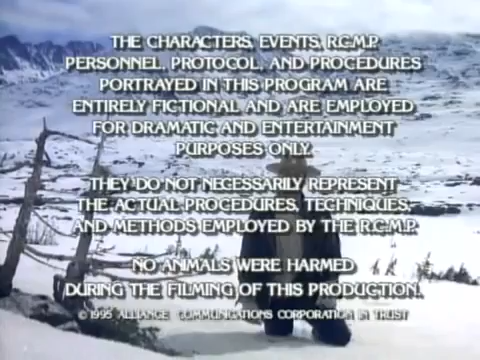 THE CHARACTERS, EVENTS, R.C.M.P.
PERSONNEL, PROTOCOL, AND PROCEDURES
PORTRAYED IN THIS PROGRAM ARE
ENTIRELY FICTIONAL AND ARE EMPLOYED
FOR DRAMATIC AND ENTERTAINMENT
PURPOSES ONLY.
THEY DO NOT NECESSARILY REPRESENT
THE ACTUAL PROCEDURES, TECHNIQUES,
AND METHODS EMPLOYED BY THE R.C.M.P.
NO ANIMALS WERE HARMED
DURING THE FILMING OF THIS PRODUCTION.
© 1995 ALLIANCE COMMUNICATIONS CORPORATION IN TRUST